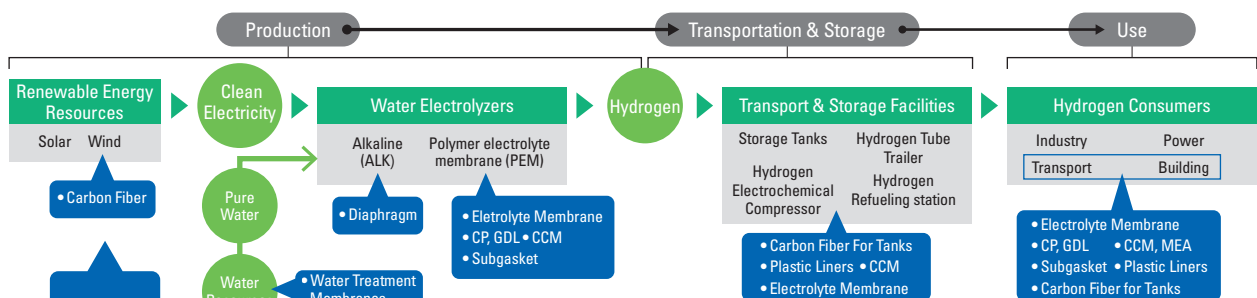 Production
Transportation & Storage
Use
Renewable Energy
Resources
Solar Wind
• Carbon Fiber
Clean
Electricity
Pure
Water
Water
• Water Treatment
Water Electrolyzers
Alkaline
(ALK)
Polymer electrolyte
membrane (PEM)
• Diaphragm
• Eletrolyte Membrane
• CP, GDL • CCM
• Subgasket
Hydrogen
Transport & Storage Facilities
Storage Tanks
Hydrogen Tube
Trailer
Hydrogen
Electrochemical
Compressor
Hydrogen
Refueling station
• Carbon Fiber For Tanks
• Plastic Liners • CCM
• Electrolyte Membrane
Hydrogen Consumers
Industry Power
Transport Building
• Electrolyte Membrane
• CP, GDL • CCM, MEA
• Subgasket • Plastic Liners
• Carbon Fiber for Tanks